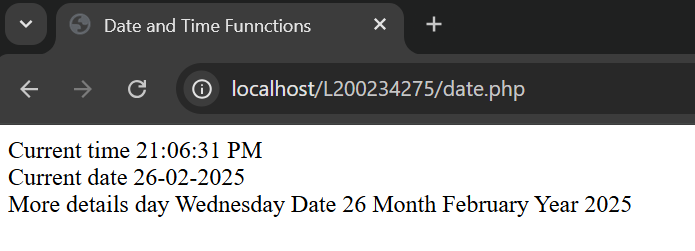 Date and Time Funnctions
localhost/L200234275/date.php
Current time 21:06:31 PM
Current date 26-02-2025
More details day Wednesday Date 26 Month February Year 2025